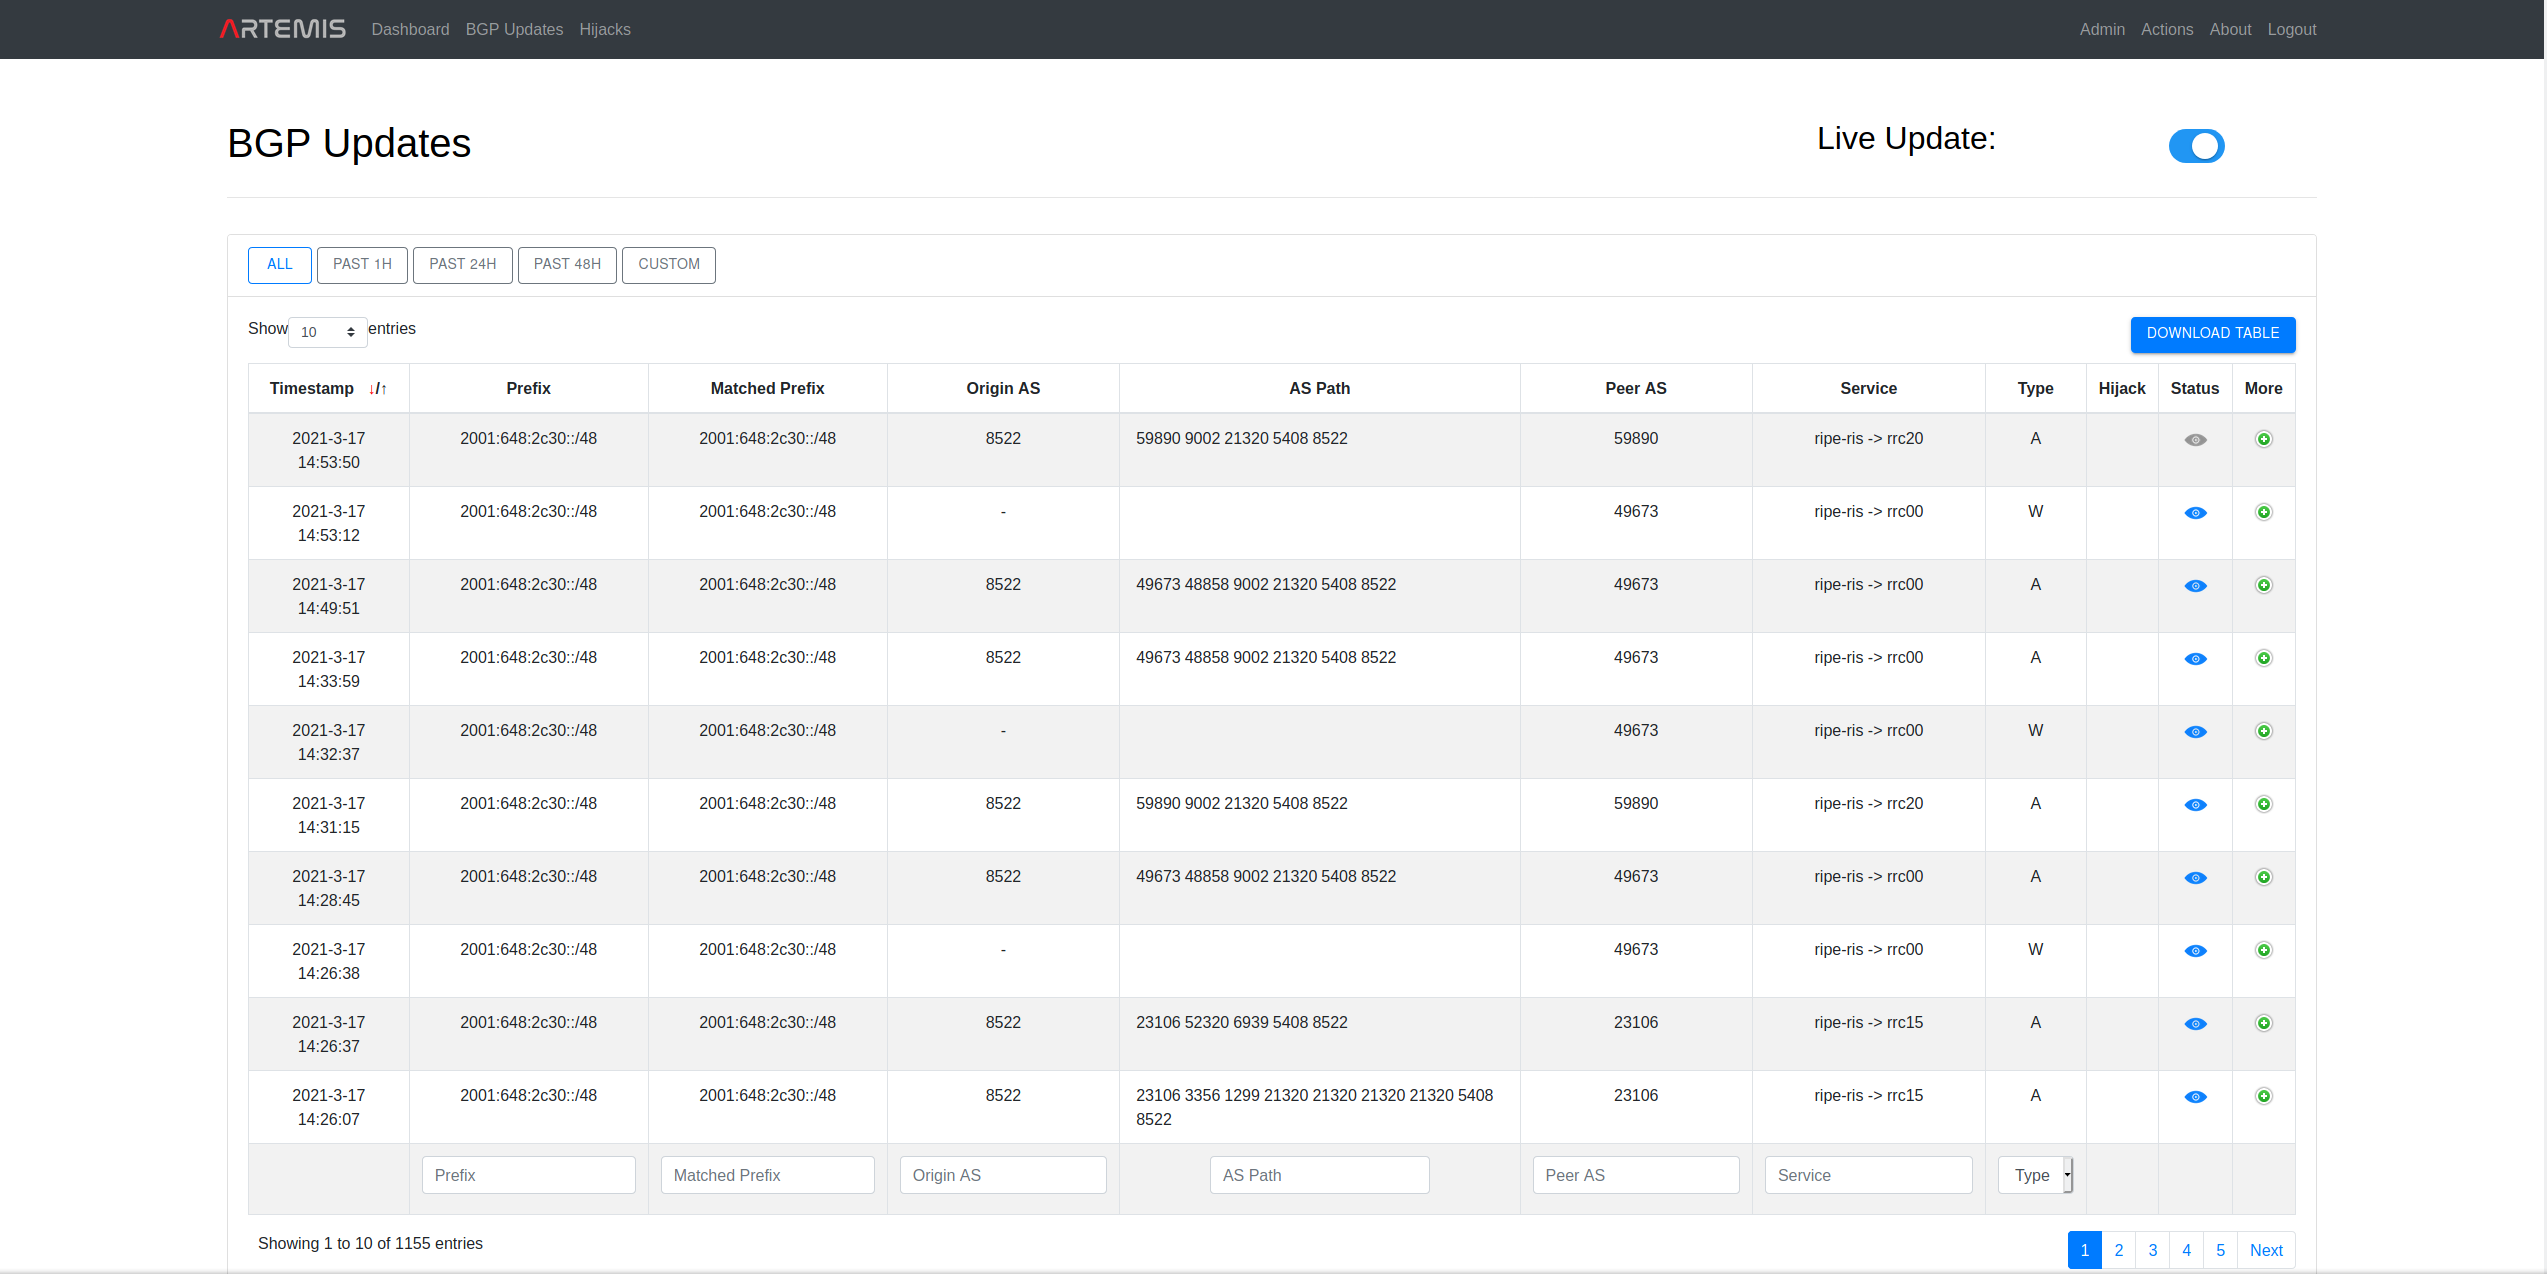 ARTEMIS Dashboard BGP Updates Hijacks Admin Actions About Logout
BGP Updates Live Update:
ALL PAST 1H PAST 24H PAST 48H CUSTOM
Show 10 entries DOWNLOAD TABLE
Timestamp ↓/↑ Prefix Matched Prefix Origin AS AS Path Peer AS Service Type Hijack Status More
2021-3-17 2001:648:2c30::/48 2001:648:2c30::/48 8522 59890 9002 21320 5408 8522 59890 ripe-ris -> rrc20 A
14:53:50
2021-3-17 2001:648:2c30::/48 2001:648:2c30::/48 - 49673 ripe-ris -> rrc00 W
14:53:12
2021-3-17 2001:648:2c30::/48 2001:648:2c30::/48 8522 49673 48858 9002 21320 5408 8522 49673 ripe-ris -> rrc00 A
14:49:51
2021-3-17 2001:648:2c30::/48 2001:648:2c30::/48 8522 49673 48858 9002 21320 5408 8522 49673 ripe-ris -> rrc00 A
14:33:59
2021-3-17 2001:648:2c30::/48 2001:648:2c30::/48 - 49673 ripe-ris -> rrc00 W
14:32:37
2021-3-17 2001:648:2c30::/48 2001:648:2c30::/48 8522 59890 9002 21320 5408 8522 59890 ripe-ris -> rrc20 A
14:31:15
2021-3-17 2001:648:2c30::/48 2001:648:2c30::/48 8522 49673 48858 9002 21320 5408 8522 49673 ripe-ris -> rrc00 A
14:28:45
2021-3-17 2001:648:2c30::/48 2001:648:2c30::/48 - 49673 ripe-ris -> rrc00 W
14:26:38
2021-3-17 2001:648:2c30::/48 2001:648:2c30::/48 8522 23106 52320 6939 5408 8522 23106 ripe-ris -> rrc15 A
14:26:37
2021-3-17 2001:648:2c30::/48 2001:648:2c30::/48 8522 23106 3356 1299 21320 21320 21320 21320 5408 23106 ripe-ris -> rrc15 A
14:26:07 8522
Prefix Matched Prefix Origin AS AS Path Peer AS Service Type
Showing 1 to 10 of 1155 entries 1 2 3 4 5 Next